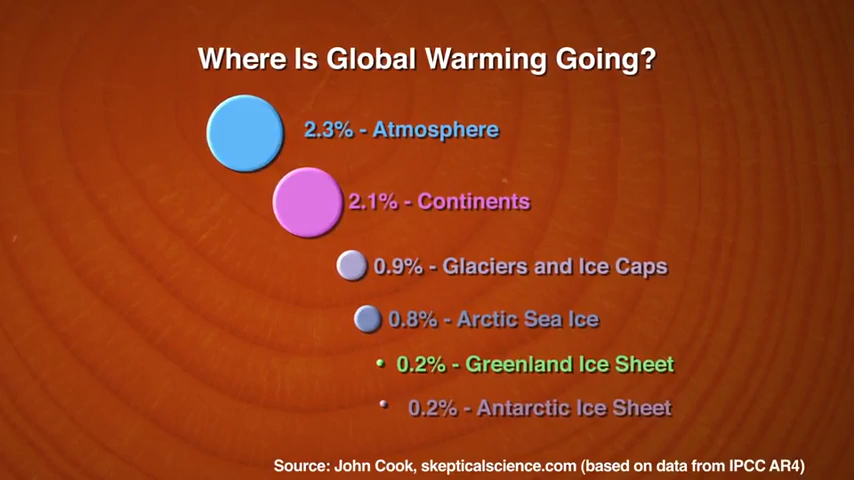 Where Is Global Warming Going?
2.3% - Atmosphere
2.1% - Continents
0.9% - Glaciers and Ice Caps
0.8% - Arctic Sea Ice
0.2% - Greenland Ice Sheet
0.2% - Antarctic Ice Sheet
Source: John Cook, skepticalscience.com (based on data from IPCC AR4)